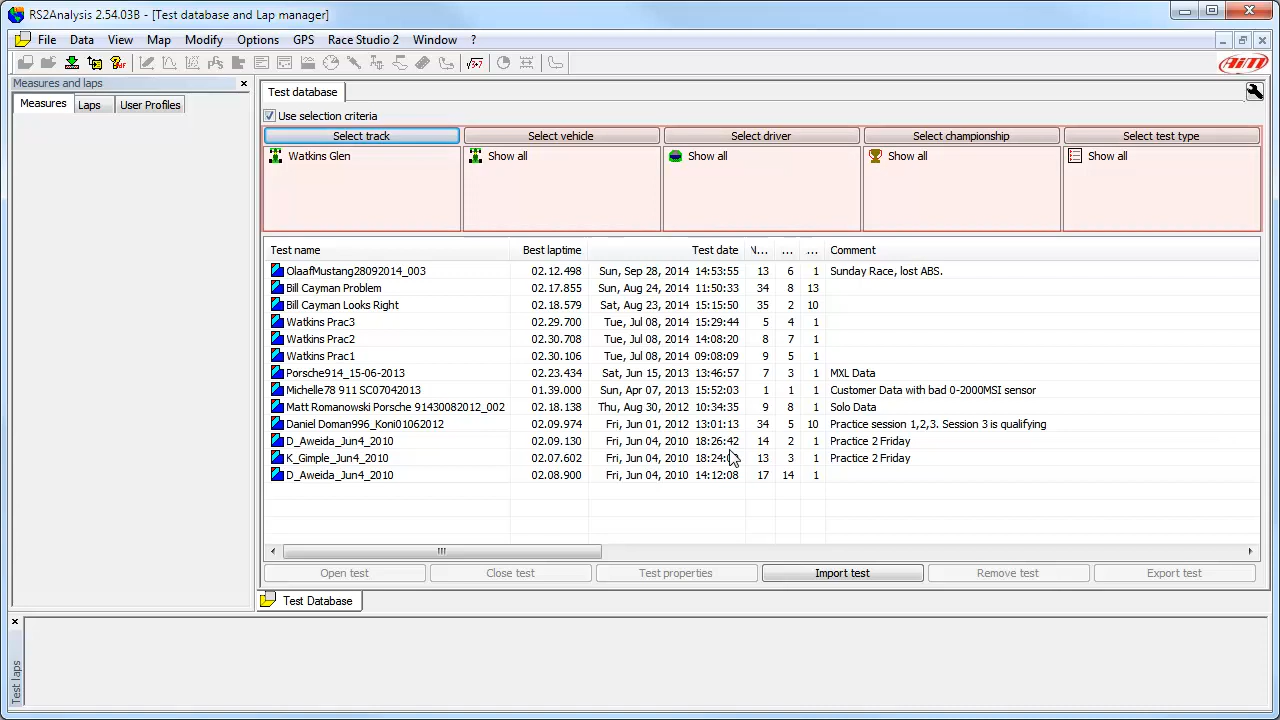 RS2Analysis 2.54.03B - [Test database and Lap manager]
File Data View Map Modify Options GPS Race Studio 2 Window ?
AiM
Measures and laps
Measures Laps User Profiles
Test database
Use selection criteria
Select track Select vehicle Select driver Select championship Select test type
Watkins Glen Show all Show all Show all Show all
Test name Best laptime Test date N... ... ... Comment
OlaafMustang28092014_003 02.12.498 Sun, Sep 28, 2014 14:53:55 13 6 1 Sunday Race, lost ABS.
Bill Cayman Problem 02.17.855 Sun, Aug 24, 2014 11:50:33 34 8 13
Bill Cayman Looks Right 02.18.579 Sat, Aug 23, 2014 15:15:50 35 2 10
Watkins Prac3 02.29.700 Tue, Jul 08, 2014 15:29:44 5 4 1
Watkins Prac2 02.30.708 Tue, Jul 08, 2014 14:08:20 8 7 1
Watkins Prac1 02.30.106 Tue, Jul 08, 2014 09:08:09 9 5 1
Porsche914_15-06-2013 02.23.434 Sat, Jun 15, 2013 13:46:57 7 3 1 MXL Data
Michelle78 911 SC07042013 01.39.000 Sun, Apr 07, 2013 15:52:03 1 1 1 Customer Data with bad 0-2000MSI sensor
Matt Romanowski Porsche 91430082012_002 02.18.138 Thu, Aug 30, 2012 10:34:35 9 8 1 Solo Data
Daniel Doman996_Koni01062012 02.09.974 Fri, Jun 01, 2012 13:01:13 34 5 10 Practice session 1,2,3. Session 3 is qualifying
D_Aweida_Jun4_2010 02.09.130 Fri, Jun 04, 2010 18:26:42 14 2 1 Practice 2 Friday
K_Gimple_Jun4_2010 02.07.602 Fri, Jun 04, 2010 13 3 1 Practice 2 Friday
D_Aweida_Jun4_2010 02.08.900 Fri, Jun 04, 2010 14:12:08 17 14 1
Open test Close test Test properties Import test Remove test Export test
Test Database
Test laps